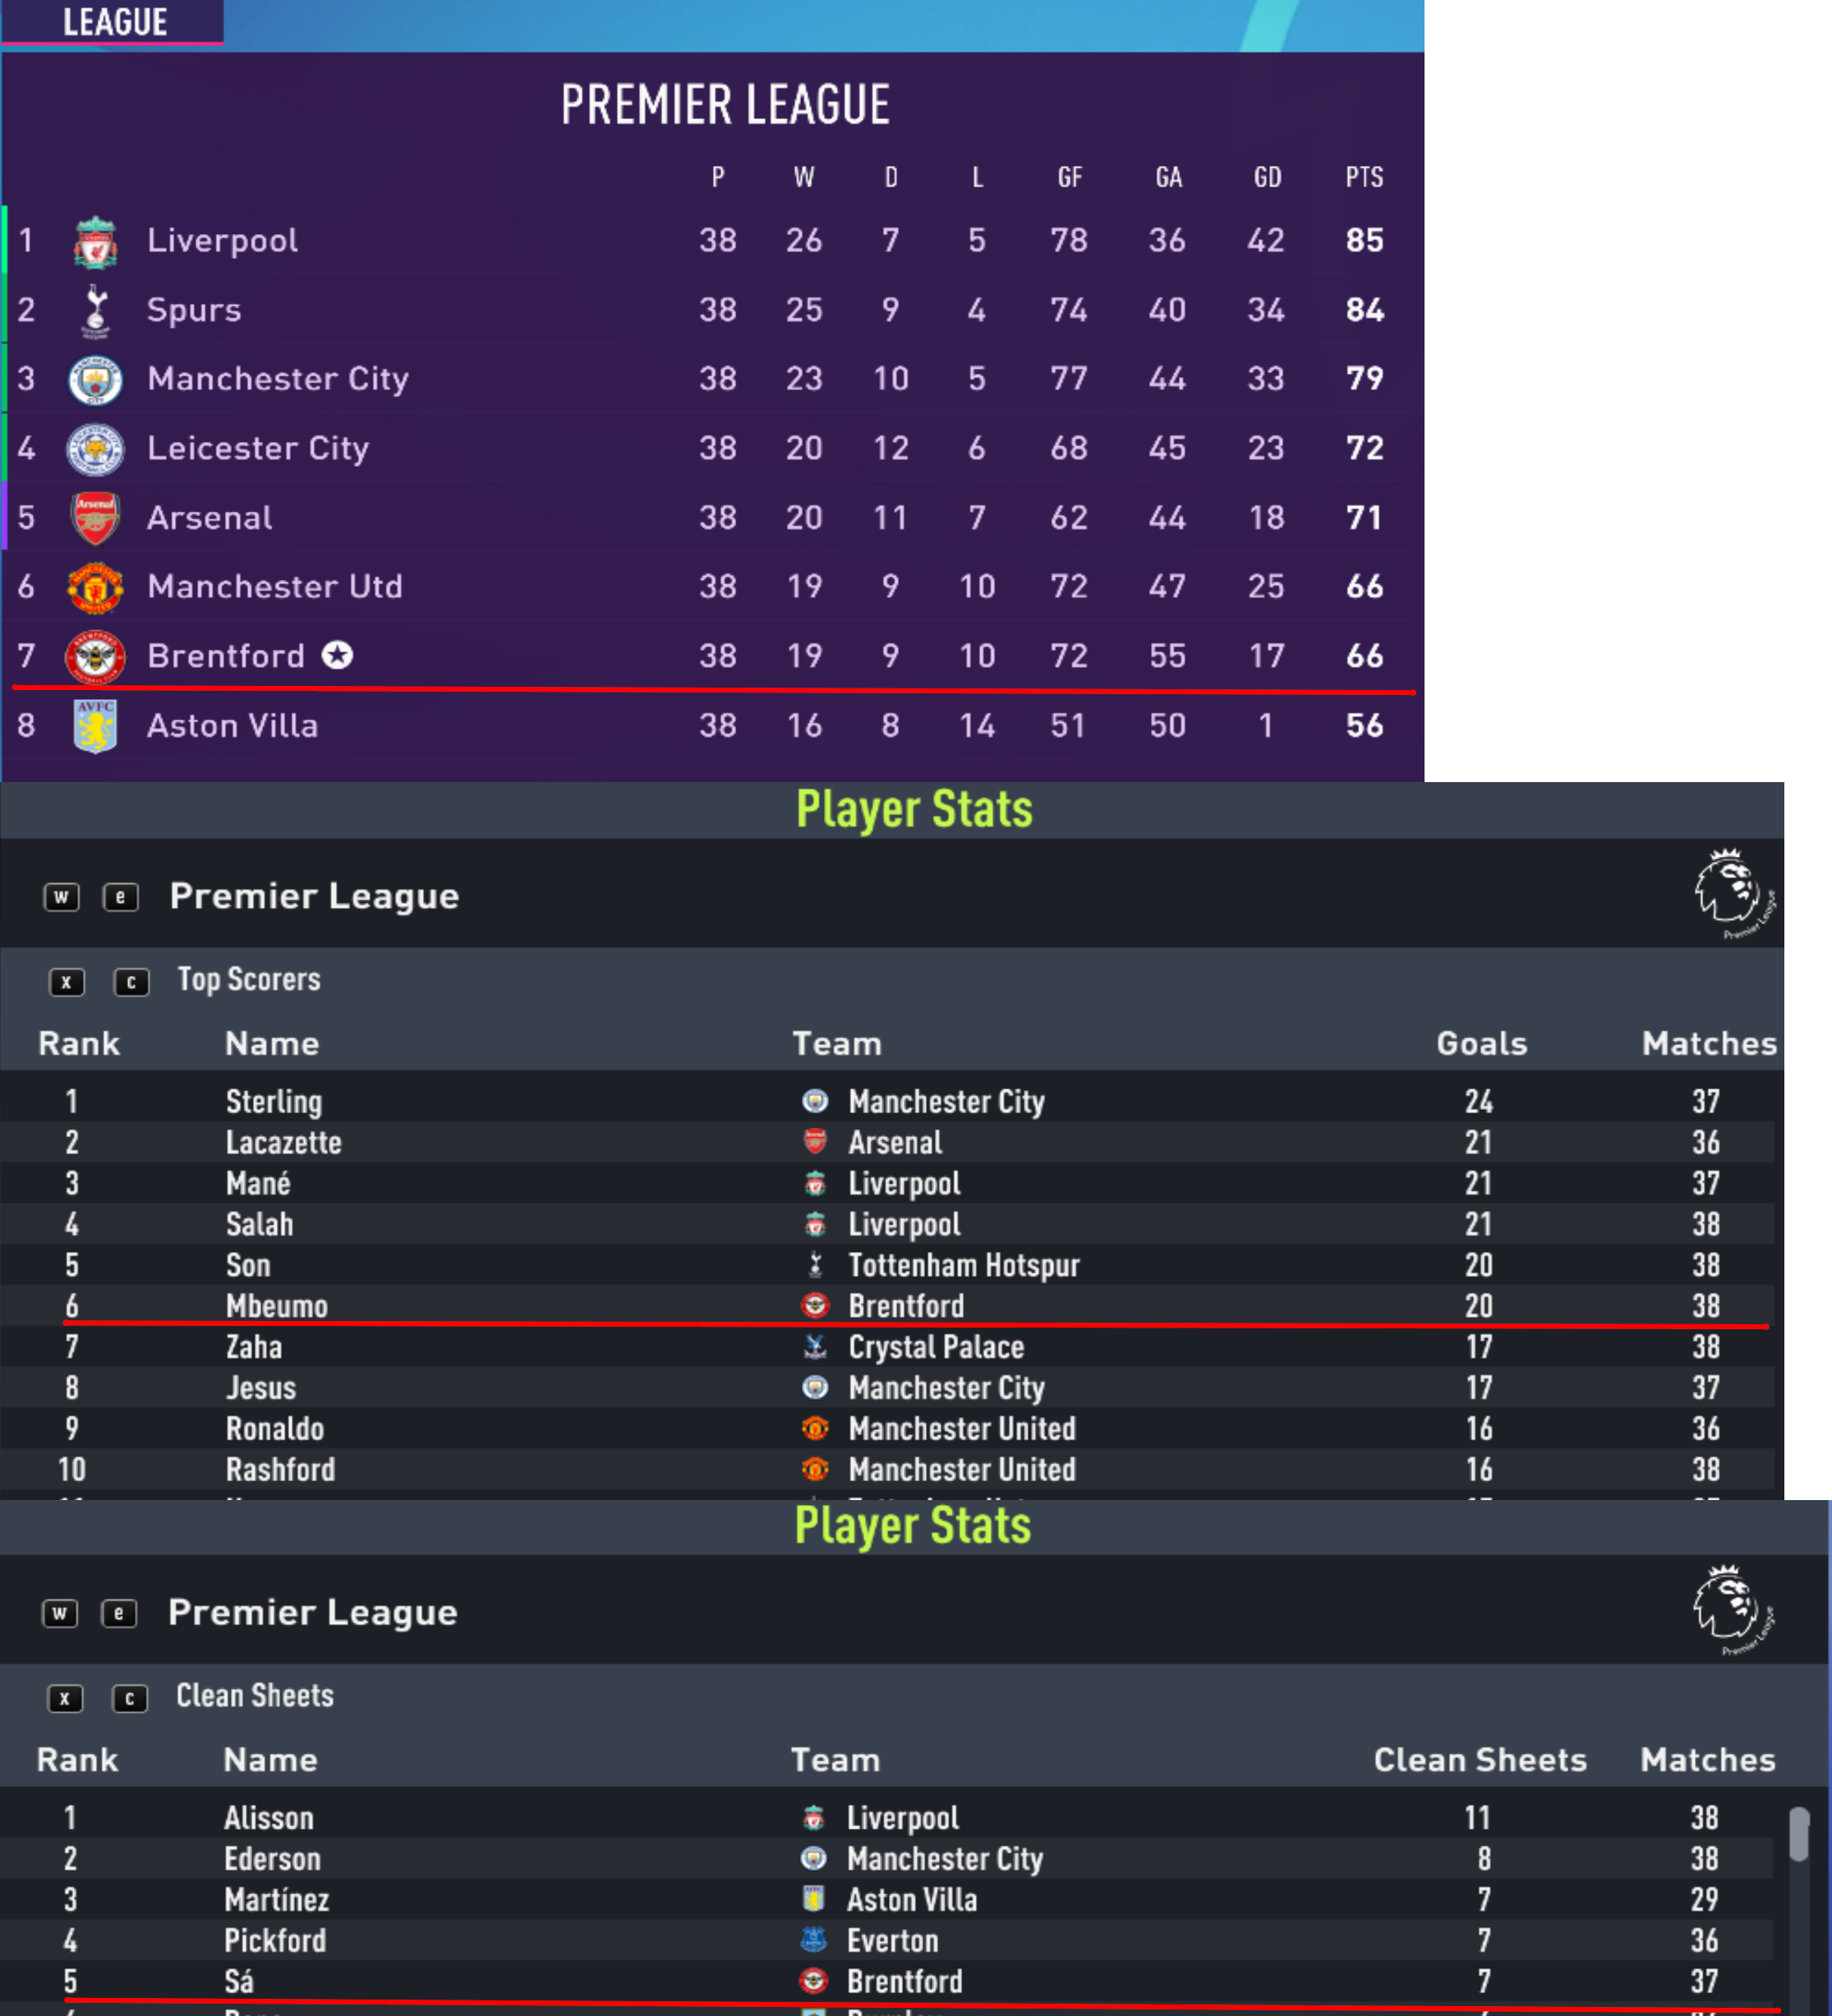 LEAGUE
PREMIER LEAGUE
P W D L GF GA GD PTS
1 Liverpool 38 26 7 5 78 36 42 85
2 Spurs 38 25 9 4 74 40 34 84
3 Manchester City 38 23 10 5 77 44 33 79
4 Leicester City 38 20 12 6 68 45 23 72
5 Arsenal 38 20 11 7 62 44 18 71
6 Manchester Utd 38 19 9 10 72 47 25 66
7 Brentford 38 19 9 10 72 55 17 66
8 AVFC Aston Villa 38 16 8 14 51 50 1 56
Player Stats
w e Premier League
Premier League
x c Top Scorers
Rank Name Team Goals Matches
1 Sterling Manchester City 24 37
2 Lacazette Arsenal 21 36
3 Mané Liverpool 21 37
4 Salah Liverpool 21 38
5 Son Tottenham Hotspur 20 38
6 Mbeumo Brentford 20 38
7 Zaha Crystal Palace 17 38
8 Jesus Manchester City 17 37
9 Ronaldo Manchester United 16 36
10 Rashford Manchester United 16 38
Player Stats
w e Premier League
Premier League
x c Clean Sheets
Rank Name Team Clean Sheets Matches
1 Alisson Liverpool 11 38
2 Ederson Manchester City 8 38
3 Martínez Aston Villa 7 29
4 Pickford Everton 7 36
5 Sá Brentford 7 37